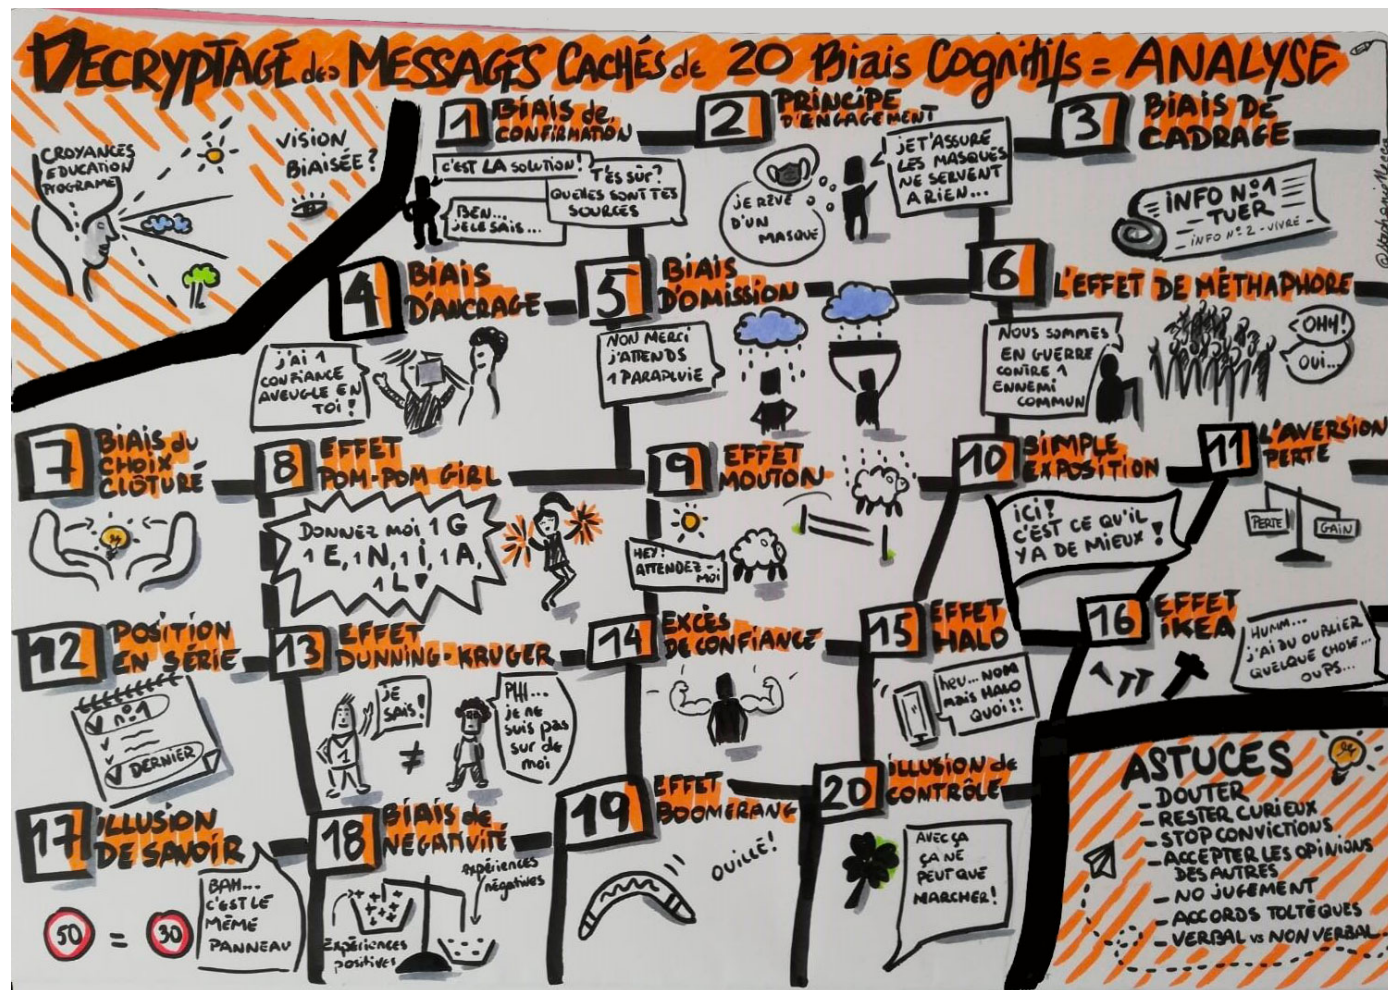 DECRYPTAGE des MESSAGES CACHÉS de 20 Biais Cognitifs = ANALYSE
CROYANCES
EDUCATION
PROGRAMME
VISION
BIAISÉE?
1
BIAIS de
CONFIRMATION
C'EST LA SOLUTION!
T'ES SÛR?
QUELLES SONT TES
SOURCES
BEN...
JE LE SAIS...
2
PRINCIPE
D'ENGAGEMENT
JE RÊVE
D'UN
MASQUE
JE T'ASSURE
LES MASQUES
NE SERVENT
A RIEN...
3
BIAIS DE
CADRAGE
INFO N°1
TUER
- INFO N°2 - VIVRE -
4
BIAIS
D'ANCRAGE
J'AI 1
CONFIANCE
AVEUGLE EN
TOI!
5
BIAIS
D'OMISSION
NON MERCI
J'ATTENDS
1 PARAPLUIE
6
L'EFFET DE MÉTHAPHORE
NOUS SOMMES
EN GUERRE
CONTRE 1
ENNEMI
COMMUN
OHH!
OUI...
7
BIAIS du
CHOIX
CLÔTURÉ
8
EFFET
POM-POM GIRL
DONNEZ MOI 1 G
1 E, 1 N, 1 I, 1 A,
1 L
9
EFFET
MOUTON
HEY!
ATTENDEZ-
MOI
10
SIMPLE
EXPOSITION
ICI!
C'EST CE QU'IL
Y A DE MIEUX!
11
L'AVERSION
PERTE
PERTE
GAIN
12
POSITION
EN SÉRIE
n°1
DERNIER
13
EFFET
DUNNING-KRUGER
JE
SAIS!
1
≠
PHI...
JE NE
SUIS PAS
SUR DE
MOI
14
EXCÈS
DE CONFIANCE
15
EFFET
HALO
heu... NON
MAIS HALO
QUOI!!
16
EFFET
IKEA
HUMM...
J'AI DU OUBLIER
QUELQUE CHOSE...
OUPS...
17
ILLUSION
DE SAVOIR
BAH...
C'EST LE
MÊME
PANNEAU
50 = 30
18
BIAIS de
NÉGATIVITÉ
Expériences
négatives
Expériences
positives
19
EFFET
BOOMERANG
OUILLE!
20
ILLUSION de
CONTRÔLE
AVEC ÇA
ÇA NE
PEUT QUE
MARCHER!
ASTUCES
- DOUTER
- RESTER CURIEUX
- STOP CONVICTIONS
- ACCEPTER LES OPINIONS
DES AUTRES
- NO JUGEMENT
- ACCORDS TOLTÈQUES
- VERBAL vs NON VERBAL